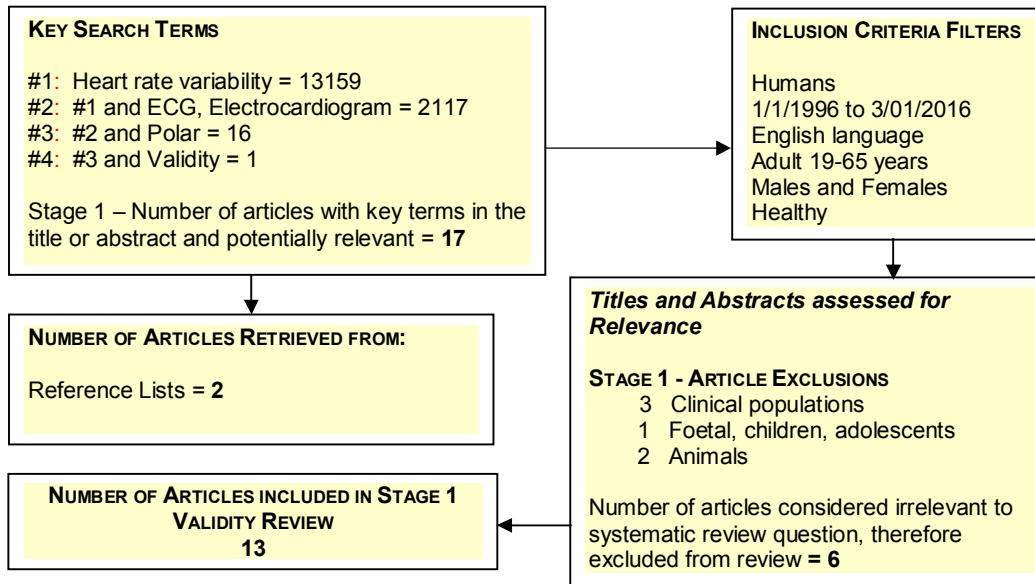 KEY SEARCH TERMS
#1: Heart rate variability = 13159
#2: #1 and ECG, Electrocardiogram = 2117
#3: #2 and Polar = 16
#4: #3 and Validity = 1
Stage 1 – Number of articles with key terms in the
title or abstract and potentially relevant = 17
INCLUSION CRITERIA FILTERS
Humans
1/1/1996 to 3/01/2016
English language
Adult 19-65 years
Males and Females
Healthy
NUMBER OF ARTICLES RETRIEVED FROM:
Reference Lists = 2
Titles and Abstracts assessed for
Relevance
STAGE 1 - ARTICLE EXCLUSIONS
3 Clinical populations
1 Foetal, children, adolescents
2 Animals
Number of articles considered irrelevant to
systematic review question, therefore
excluded from review = 6
NUMBER OF ARTICLES INCLUDED IN STAGE 1
VALIDITY REVIEW
13